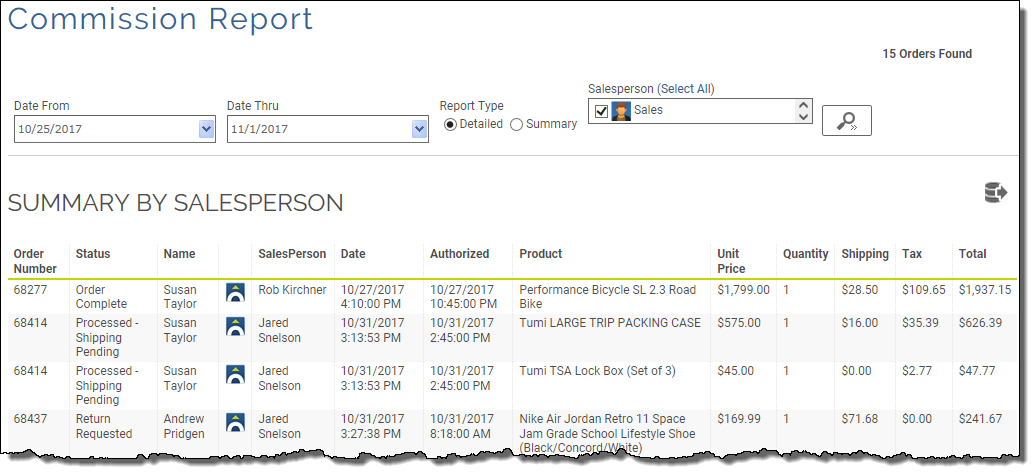 Commission Report
15 Orders Found
Date From
Date Thru
Report Type
Salesperson (Select All)
10/25/2017
11/1/2017
Detailed
Summary
Sales
SUMMARY BY SALESPERSON
Order Number Status Name SalesPerson Date Authorized Product Unit Price Quantity Shipping Tax Total
68277 Order Complete Susan Taylor Rob Kirchner 10/27/2017 4:10:00 PM 10/27/2017 10:45:00 PM Performance Bicycle SL 2.3 Road Bike $1,799.00 1 $28.50 $109.65 $1,937.15
68414 Processed - Shipping Pending Susan Taylor Jared Snelson 10/31/2017 3:13:53 PM 10/31/2017 2:45:00 PM Tumi LARGE TRIP PACKING CASE $575.00 1 $16.00 $35.39 $626.39
68414 Processed - Shipping Pending Susan Taylor Jared Snelson 10/31/2017 3:13:53 PM 10/31/2017 2:45:00 PM Tumi TSA Lock Box (Set of 3) $45.00 1 $0.00 $2.77 $47.77
68437 Return Requested Andrew Pridgen Jared Snelson 10/31/2017 3:27:38 PM 10/31/2017 8:18:00 AM Nike Air Jordan Retro 11 Space Jam Grade School Lifestyle Shoe (Black/Concord/White) $169.99 1 $71.68 $0.00 $241.67